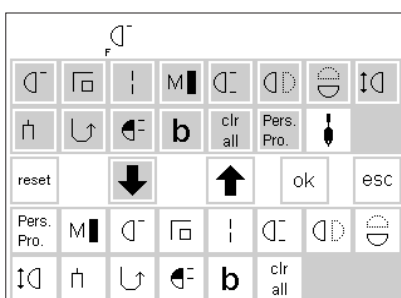 F
M b
clr all Pers. Pro.
reset ok esc
Pers. Pro. M
b clr all